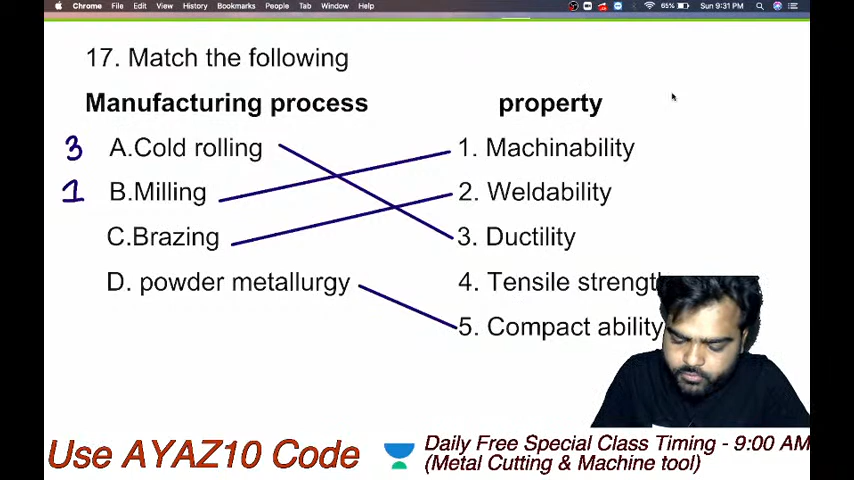 Chrome File Edit View History Bookmarks People Tab Window Help 65% Sun 9:31 PM
17. Match the following
Manufacturing process property
3 A.Cold rolling 1. Machinability
1 B.Milling 2. Weldability
C.Brazing 3. Ductility
D. powder metallurgy 4. Tensile strength
5. Compact ability
Use AYAZ10 Code
Daily Free Special Class Timing - 9:00 AM
(Metal Cutting & Machine tool)